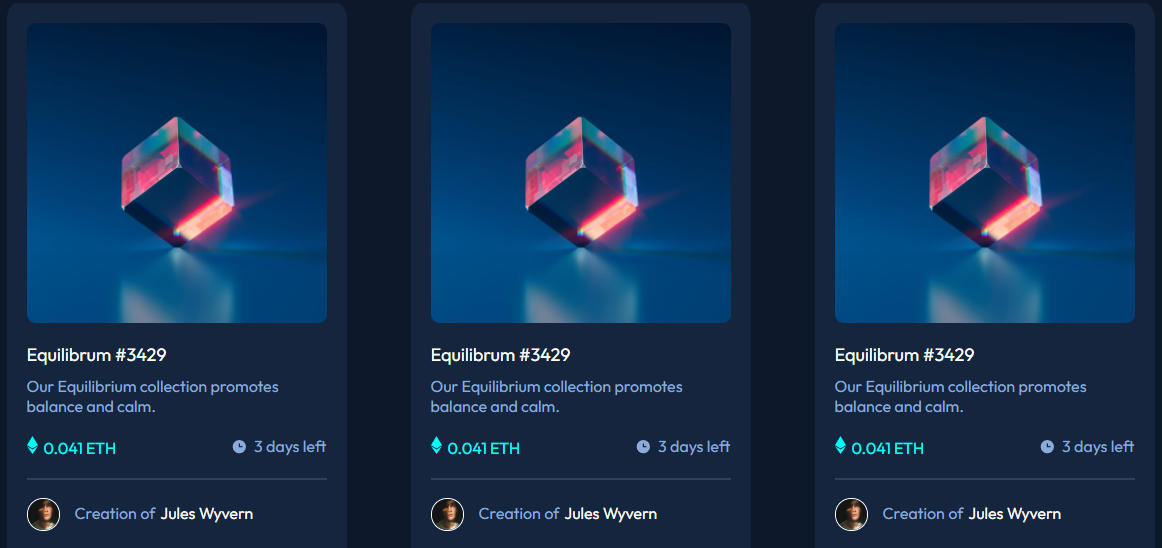 Equilibrum #3429
Our Equilibrium collection promotes
balance and calm.
0.041 ETH
3 days left
Creation of Jules Wyvern
Equilibrum #3429
Our Equilibrium collection promotes
balance and calm.
0.041 ETH
3 days left
Creation of Jules Wyvern
Equilibrum #3429
Our Equilibrium collection promotes
balance and calm.
0.041 ETH
3 days left
Creation of Jules Wyvern